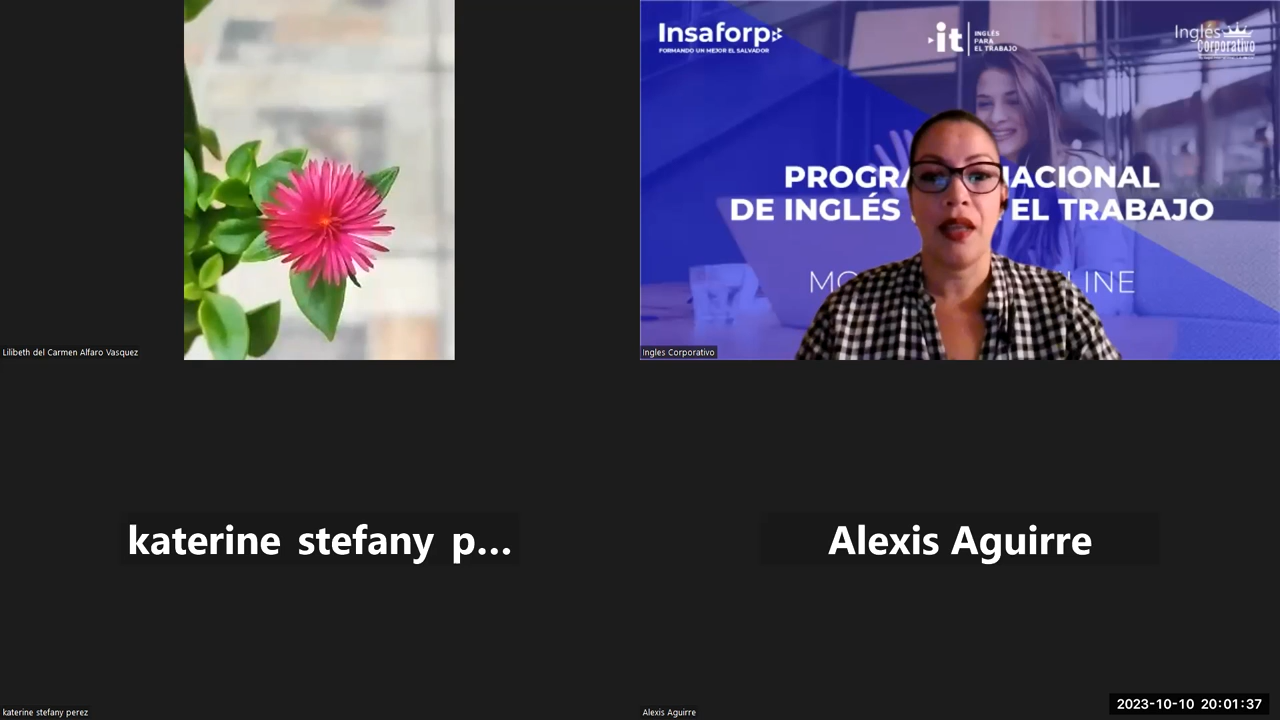 Insaforp
FORMANDO UN MEJOR EL SALVADOR
it
INGLÉS
PARA
EL TRABAJO
Inglés
Corporativo
PROGRA NACIONAL
DE INGLÉS EL TRABAJO
MO LINE
Lilibeth del Carmen Alfaro Vasquez
Ingles Corporativo
katerine stefany p...
Alexis Aguirre
katerine stefany perez
Alexis Aguirre
2023-10-10 20:01:37